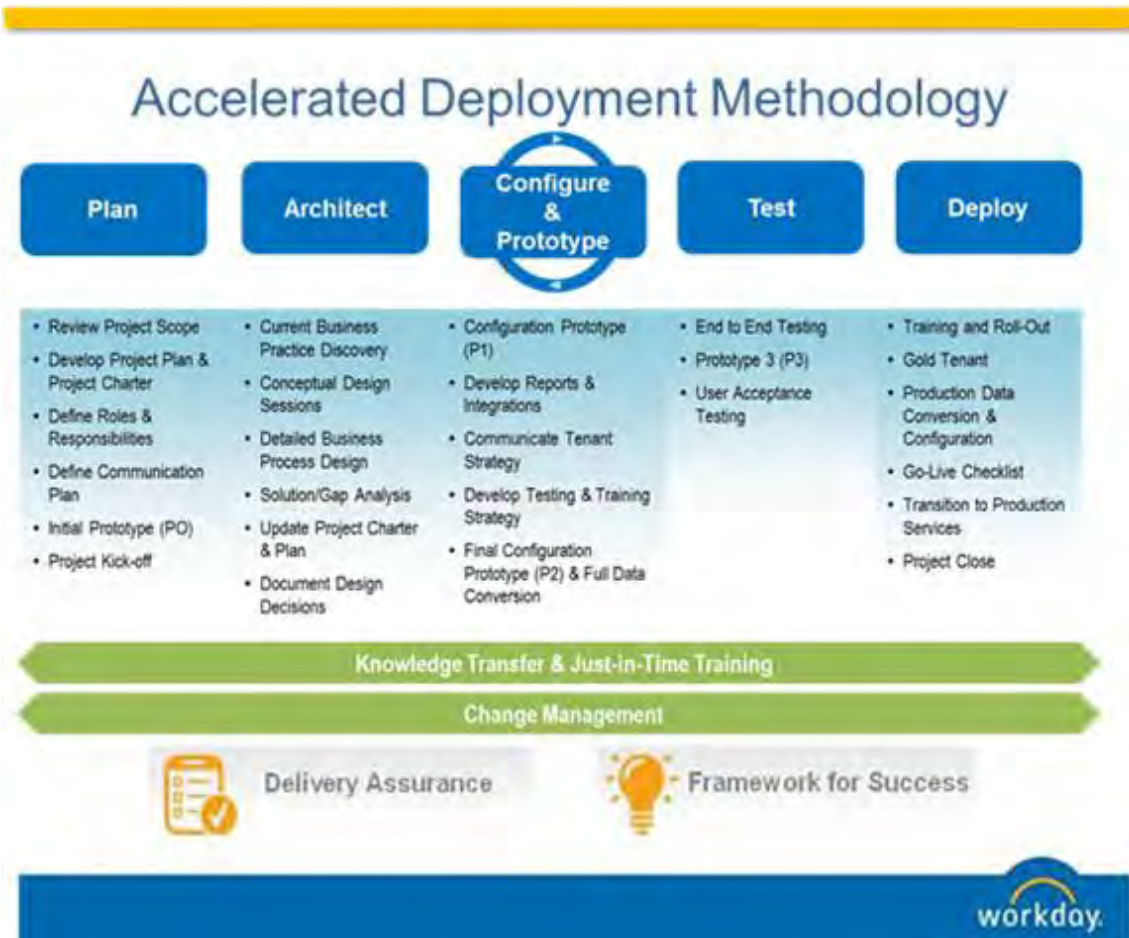 Accelerated Deployment Methodology
Plan
Architect
Configure
&
Prototype
Test
Deploy
• Review Project Scope
• Develop Project Plan &
Project Charter
• Define Roles &
Responsibilities
• Define Communication
Plan
• Initial Prototype (PO)
• Project Kick-off
• Current Business
Practice Discovery
• Conceptual Design
Sessions
• Detailed Business
Process Design
• Solution/Gap Analysis
• Update Project Charter
& Plan
• Document Design
Decisions
• Configuration Prototype
(P1)
• Develop Reports &
Integrations
• Communicate Tenant
Strategy
• Develop Testing & Training
Strategy
• Final Configuration
Prototype (P2) & Full Data
Conversion
• End to End Testing
• Prototype 3 (P3)
• User Acceptance
Testing
• Training and Roll-Out
• Gold Tenant
• Production Data
Conversion &
Configuration
• Go-Live Checklist
• Transition to Production
Services
• Project Close
Knowledge Transfer & Just-in-Time Training
Change Management
Delivery Assurance
Framework for Success
workday.